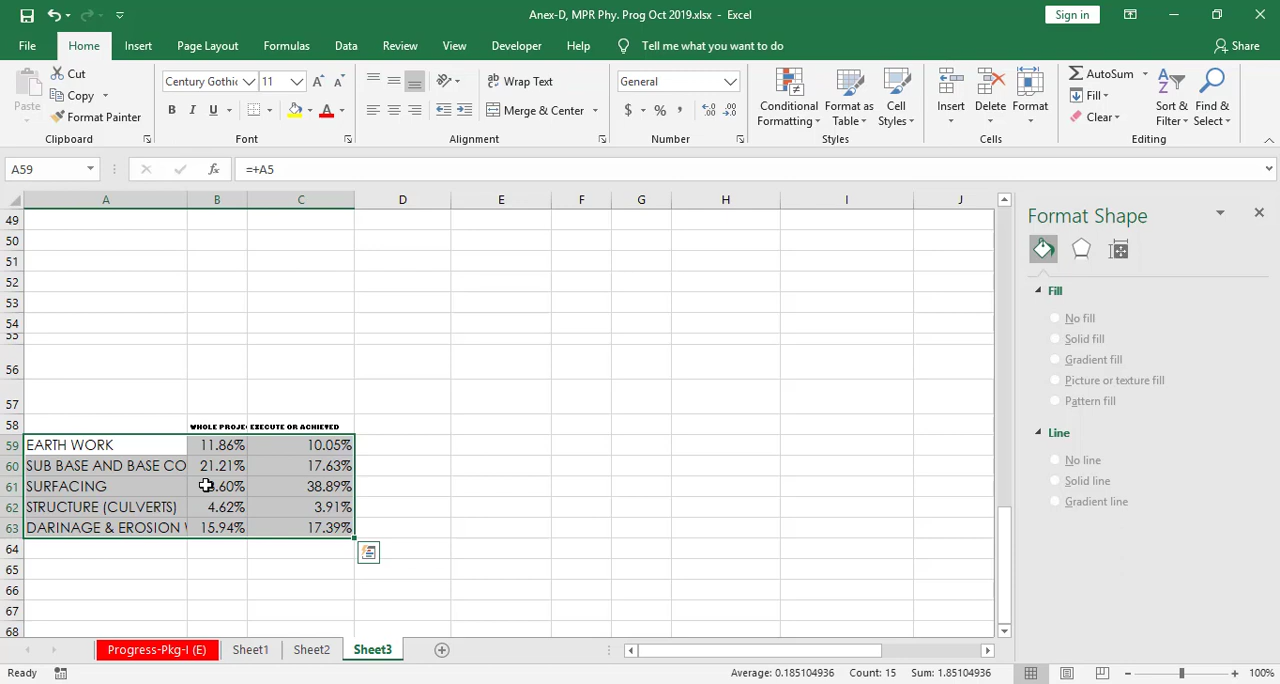 Anex-D, MPR Phy. Prog Oct 2019.xlsx - Excel
Sign in
File Home Insert Page Layout Formulas Data Review View Developer Help Tell me what you want to do Share
Paste
Cut
Copy
Format Painter
Clipboard
Century Gothic 11
B I U
Font
Wrap Text
Merge & Center
Alignment
General
$ % ,
Number
Conditional Formatting
Format as Table
Cell Styles
Styles
Insert Delete Format
Cells
AutoSum
Fill
Clear
Sort & Filter
Find & Select
Editing
A59 fx =+A5
A B C D E F G H I J
49
50
51
52
53
54
55
56
57
58 WHOLE PROJE EXECUTE OR ACHIEVED
59 EARTH WORK 11.86% 10.05%
60 SUB BASE AND BASE CO 21.21% 17.63%
61 SURFACING .60% 38.89%
62 STRUCTURE (CULVERTS) 4.62% 3.91%
63 DARINAGE & EROSION W 15.94% 17.39%
64
65
66
67
68
Format Shape
Fill
No fill
Solid fill
Gradient fill
Picture or texture fill
Pattern fill
Line
No line
Solid line
Gradient line
Progress-Pkg-I (E) Sheet1 Sheet2 Sheet3
Ready Average: 0.185104936 Count: 15 Sum: 1.85104936 100%